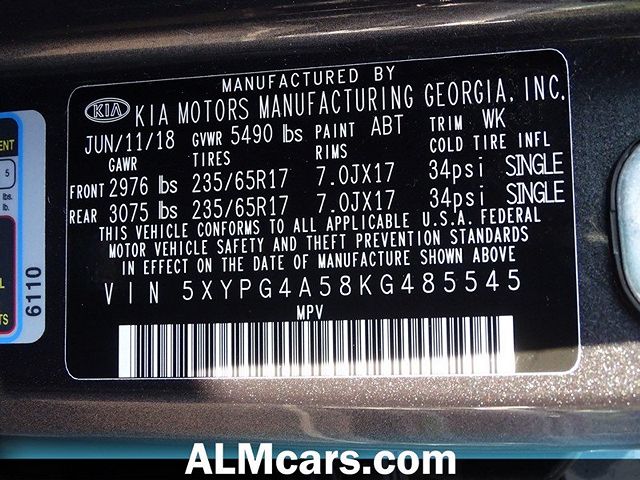 MANUFACTURED BY
KIA KIA MOTORS MANUFACTURING GEORGIA, INC.
JUN/11/18 GVWR 5490 lbs PAINT ABT TRIM WK
GAWR TIRES RIMS COLD TIRE INFL
FRONT 2976 lbs 235/65R17 7.0JX17 34psi SINGLE
REAR 3075 lbs 235/65R17 7.0JX17 34psi SINGLE
THIS VEHICLE CONFORMS TO ALL APPLICABLE U.S.A. FEDERAL
MOTOR VEHICLE SAFETY AND THEFT PREVENTION STANDARDS
IN EFFECT ON THE DATE OF MANUFACTURE SHOWN ABOVE
VIN 5XYPG4A58KG485545
MPV
5
lbs.
lb.
6110
ALMcars.com